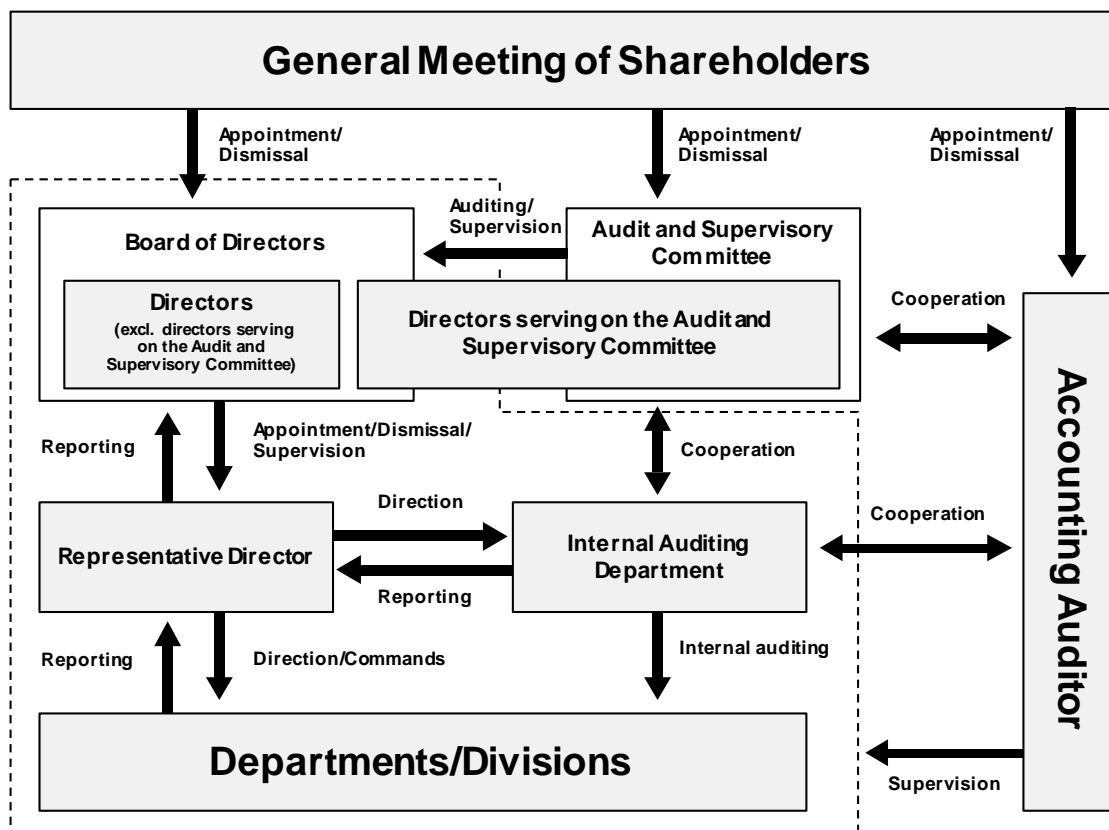 General Meeting of Shareholders
Appointment/
Dismissal
Appointment/
Dismissal
Appointment/
Dismissal
Board of Directors
Auditing/
Supervision
Audit and Supervisory
Committee
Directors
(excl. directors serving
on the Audit and
Supervisory Committee)
Directors serving on the Audit and
Supervisory Committee
Cooperation
Accounting Auditor
Reporting
Appointment/Dismissal/
Supervision
Cooperation
Representative Director
Direction
Reporting
Internal Auditing
Department
Cooperation
Reporting
Direction/Commands
Internal auditing
Departments/Divisions
Supervision